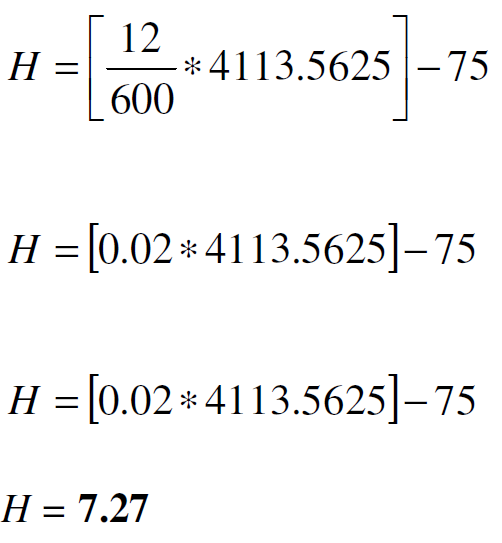 H = [12/600 * 4113.5625] − 75
H = [0.02 * 4113.5625] − 75
H = [0.02 * 4113.5625] − 75
H = 7.27